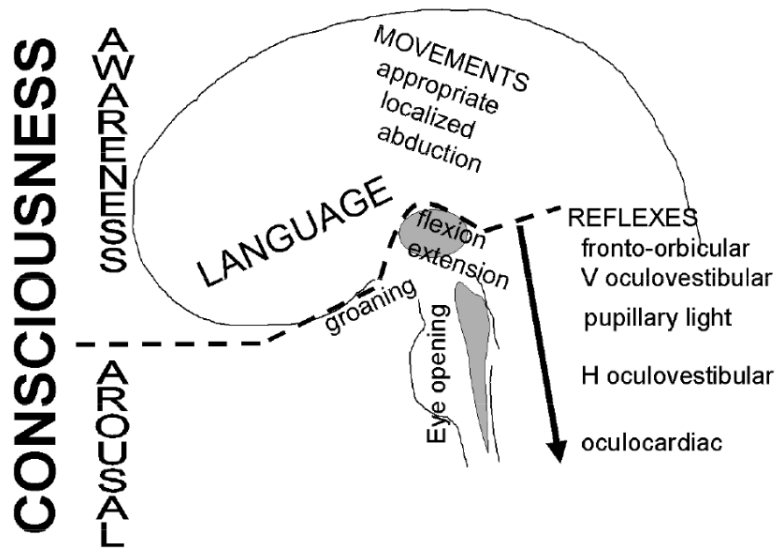 CONSCIOUSNESS
AWARENESS
AROUSAL
MOVEMENTS
appropriate
localized
abduction
LANGUAGE
flexion
extension
groaning
Eye opening
REFLEXES
fronto-orbicular
V oculovestibular
pupillary light
H oculovestibular
oculocardiac